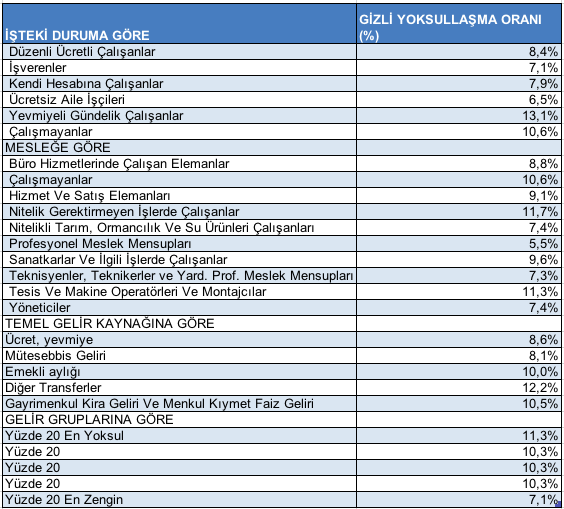 İŞTEKİ DURUMA GÖRE GİZLİ YOKSULLAŞMA ORANI (%)
Düzenli Ücretli Çalışanlar 8,4%
İşverenler 7,1%
Kendi Hesabına Çalışanlar 7,9%
Ücretsiz Aile İşçileri 6,5%
Yevmiyeli Gündelik Çalışanlar 13,1%
Çalışmayanlar 10,6%
MESLEĞE GÖRE
Büro Hizmetlerinde Çalışan Elemanlar 8,8%
Çalışmayanlar 10,6%
Hizmet Ve Satış Elemanları 9,1%
Nitelik Gerektirmeyen İşlerde Çalışanlar 11,7%
Nitelikli Tarım, Ormancılık Ve Su Ürünleri Çalışanları 7,4%
Profesyonel Meslek Mensupları 5,5%
Sanatkarlar Ve İlgili İşlerde Çalışanlar 9,6%
Teknisyenler, Teknikerler ve Yard. Prof. Meslek Mensupları 7,3%
Tesis Ve Makine Operatörleri Ve Montajcılar 11,3%
Yöneticiler 7,4%
TEMEL GELİR KAYNAĞINA GÖRE
Ücret, yevmiye 8,6%
Mütesebbis Geliri 8,1%
Emekli aylığı 10,0%
Diğer Transferler 12,2%
Gayrimenkul Kira Geliri Ve Menkul Kıymet Faiz Geliri 10,5%
GELİR GRUPLARINA GÖRE
Yüzde 20 En Yoksul 11,3%
Yüzde 20 10,3%
Yüzde 20 10,3%
Yüzde 20 10,3%
Yüzde 20 En Zengin 7,1%